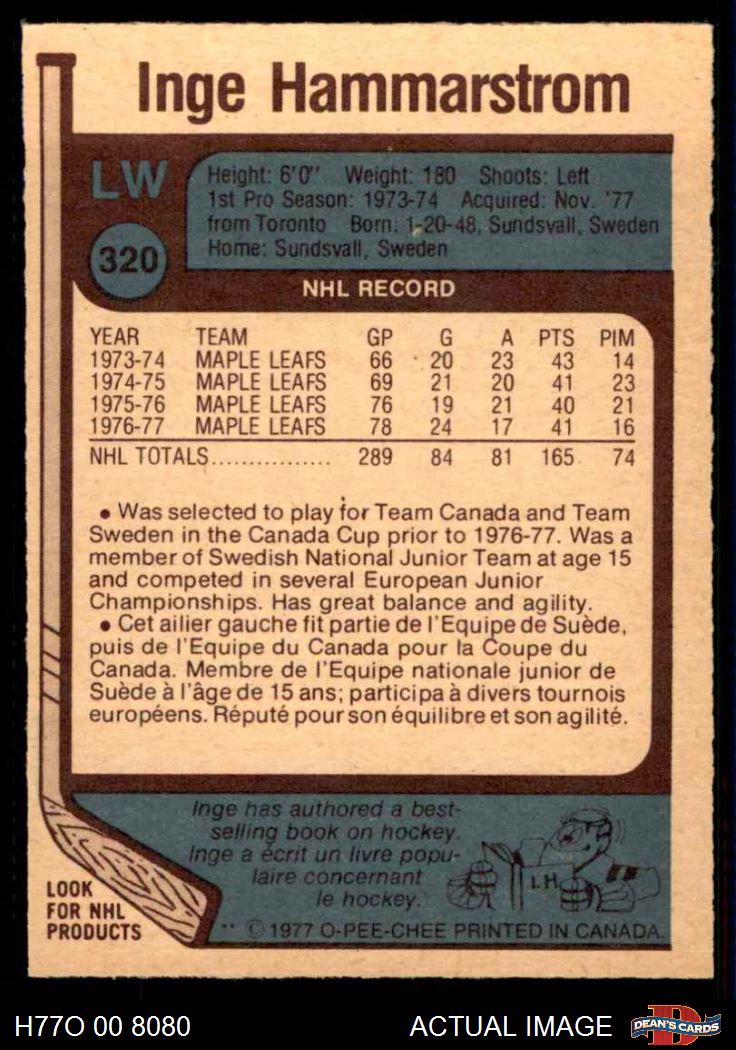 Inge Hammarstrom
LW
320
Height: 6'0" Weight: 180 Shoots: Left
1st Pro Season: 1973-74 Acquired: Nov. '77
from Toronto Born: 1-20-48, Sundsvall, Sweden
Home: Sundsvall, Sweden
NHL RECORD
YEAR TEAM GP G A PTS PIM
1973-74 MAPLE LEAFS 66 20 23 43 14
1974-75 MAPLE LEAFS 69 21 20 41 23
1975-76 MAPLE LEAFS 76 19 21 40 21
1976-77 MAPLE LEAFS 78 24 17 41 16
NHL TOTALS................ 289 84 81 165 74
• Was selected to play for Team Canada and Team
Sweden in the Canada Cup prior to 1976-77. Was a
member of Swedish National Junior Team at age 15
and competed in several European Junior
Championships. Has great balance and agility.
• Cet ailier gauche fit partie de l'Equipe de Suède,
puis de l'Equipe du Canada pour la Coupe du
Canada. Membre de l'Equipe nationale junior de
Suède à l'âge de 15 ans; participa à divers tournois
européens. Réputé pour son équilibre et son agilité.
Inge has authored a best-
selling book on hockey.
Inge a écrit un livre popu-
laire concernant
le hockey.
I.H.
LOOK
FOR NHL
PRODUCTS
** © 1977 O-PEE-CHEE PRINTED IN CANADA.
H77O 00 8080
ACTUAL IMAGE
D
DEAN'S CARDS